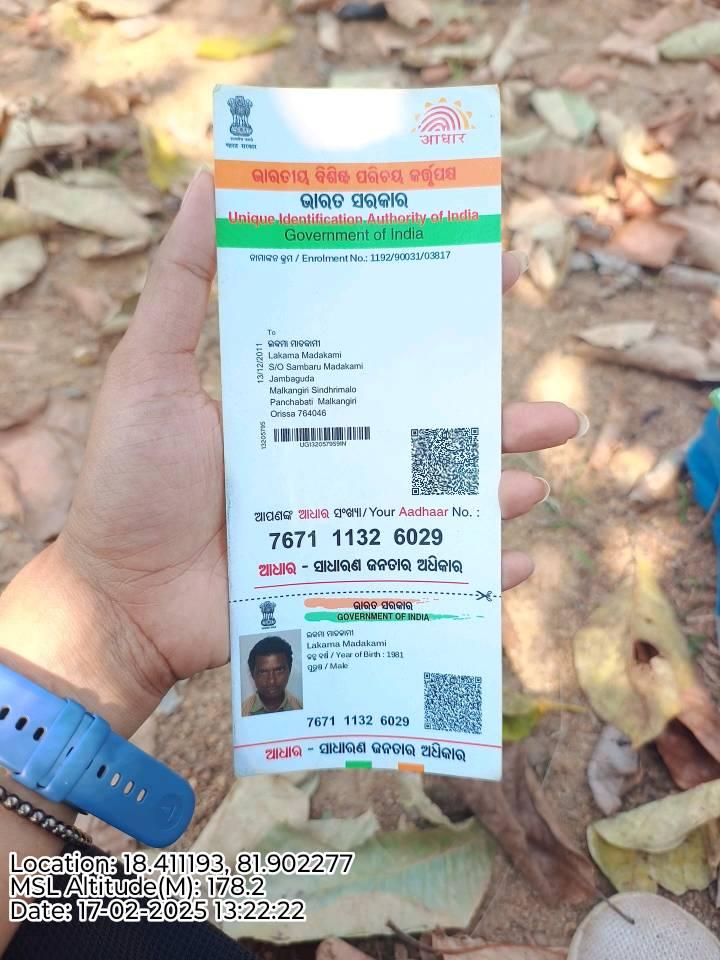 भारत सरकार
आधार
ଭାରତୀୟ ବିଶିଷ୍ଟ ପରିଚୟ କର୍ତ୍ତୃପକ୍ଷ
ଭାରତ ସରକାର
Unique Identification Authority of India
Government of India
ନାମାଙ୍କନ କ୍ରମ / Enrolment No.: 1192/90031/03817
13/12/2011
To
ଲକମା ମାଡକାମୀ
Lakama Madakami
S/O Sambaru Madakami
Jambaguda
Malkangiri Sindhrimalo
Panchabati Malkangiri
Orissa 764046
13205795
UG132057959IN
ଆପଣଙ୍କ ଆଧାର ସଂଖ୍ୟା/ Your Aadhaar No. :
7671 1132 6029
ଆଧାର - ସାଧାରଣ ଜନତାର ଅଧିକାର
ଭାରତ ସରକାର
GOVERNMENT OF INDIA
ଲକମା ମାଡକାମୀ
Lakama Madakami
ଜନ୍ମ ବର୍ଷ / Year of Birth : 1981
ପୁରୁଷ / Male
7671 1132 6029
ଆଧାର - ସାଧାରଣ ଜନତାର ଅଧିକାର
Location: 18.411193, 81.902277
MSL Altitude(M): 178.2
Date: 17-02-2025 13:22:22